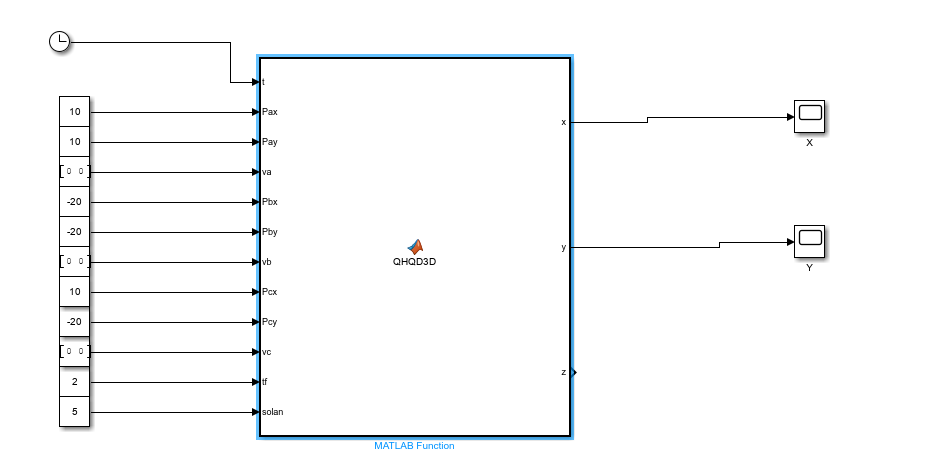 t
10
Pax
10
Pay
x
X
[0 0]
va
-20
Pbx
-20
Pby
y
Y
QHQD3D
[0 0]
vb
10
Pcx
-20
Pcy
[0 0]
vc
z
2
tf
5
solan
MATLAB Function